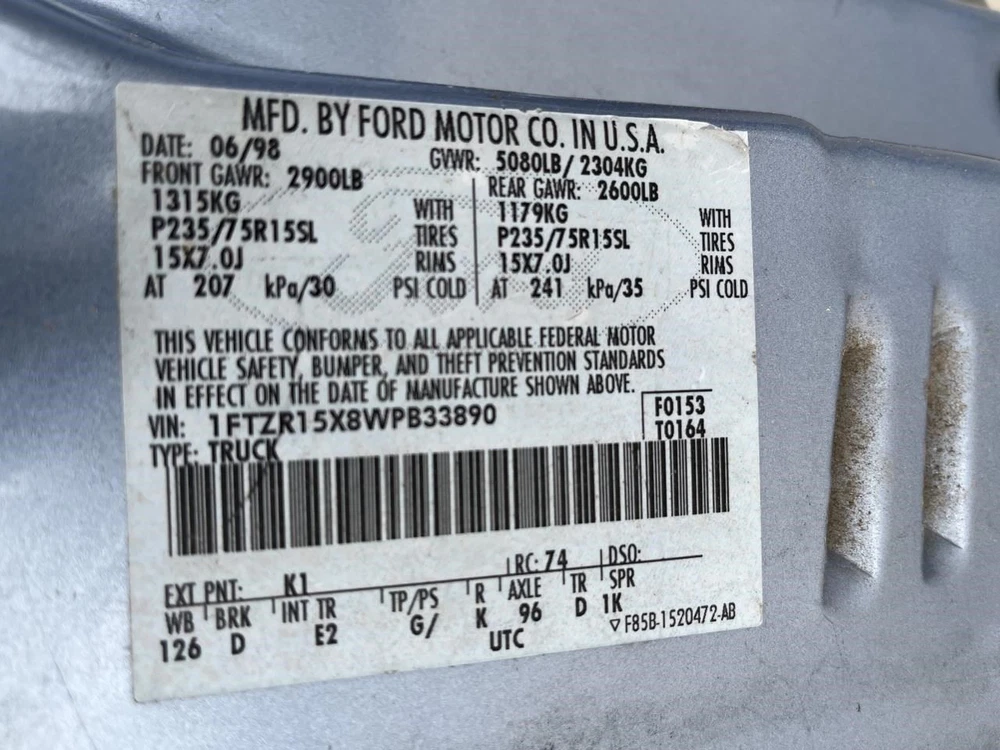 MFD. BY FORD MOTOR CO. IN U.S.A.
DATE: 06/98 GVWR: 5080LB/ 2304KG
FRONT GAWR: 2900LB REAR GAWR: 2600LB
1315KG WITH 1179KG WITH
P235/75R15SL TIRES P235/75R15SL TIRES
15X7.0J RIMS 15X7.0J RIMS
AT 207 kPa/30 PSI COLD AT 241 kPa/35 PSI COLD
THIS VEHICLE CONFORMS TO ALL APPLICABLE FEDERAL MOTOR
VEHICLE SAFETY, BUMPER, AND THEFT PREVENTION STANDARDS
IN EFFECT ON THE DATE OF MANUFACTURE SHOWN ABOVE.
VIN: 1FTZR15X8WPB33890 F0153
TYPE: TRUCK T0164
EXT PNT: K1 RC: 74 DSO:
WB BRK INT TR TP/PS R AXLE TR SPR
126 D E2 G/ K 96 D 1K
UTC ▽F85B-1520472-AB